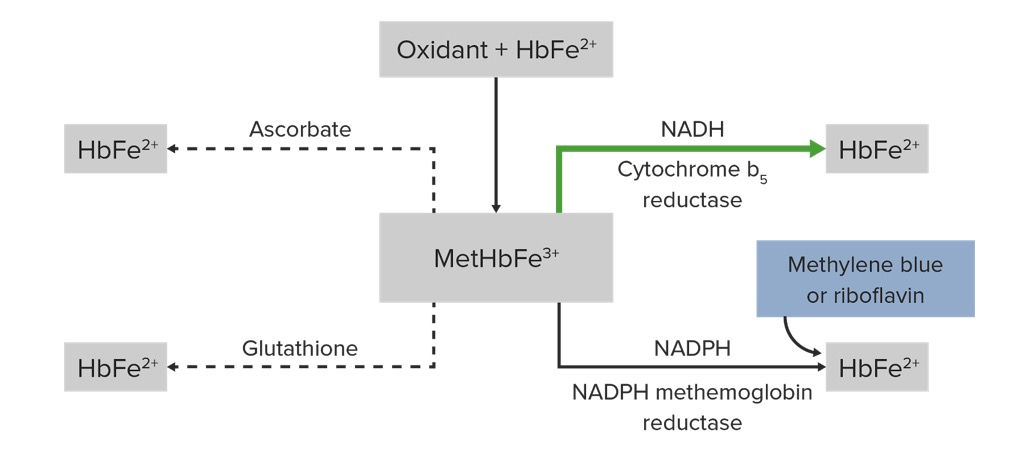 Oxidant + HbFe²⁺
Ascorbate
NADH
HbFe²⁺
HbFe²⁺
Cytochrome b₅
reductase
MetHbFe³⁺
Methylene blue
or riboflavin
Glutathione
NADPH
HbFe²⁺
HbFe²⁺
NADPH methemoglobin
reductase